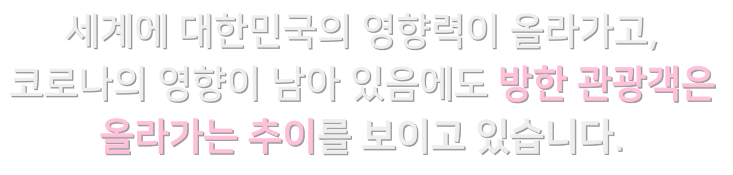 세계에 대한민국의 영향력이 올라가고,
코로나의 영향이 남아 있음에도 방한 관광객은
올라가는 추이를 보이고 있습니다.